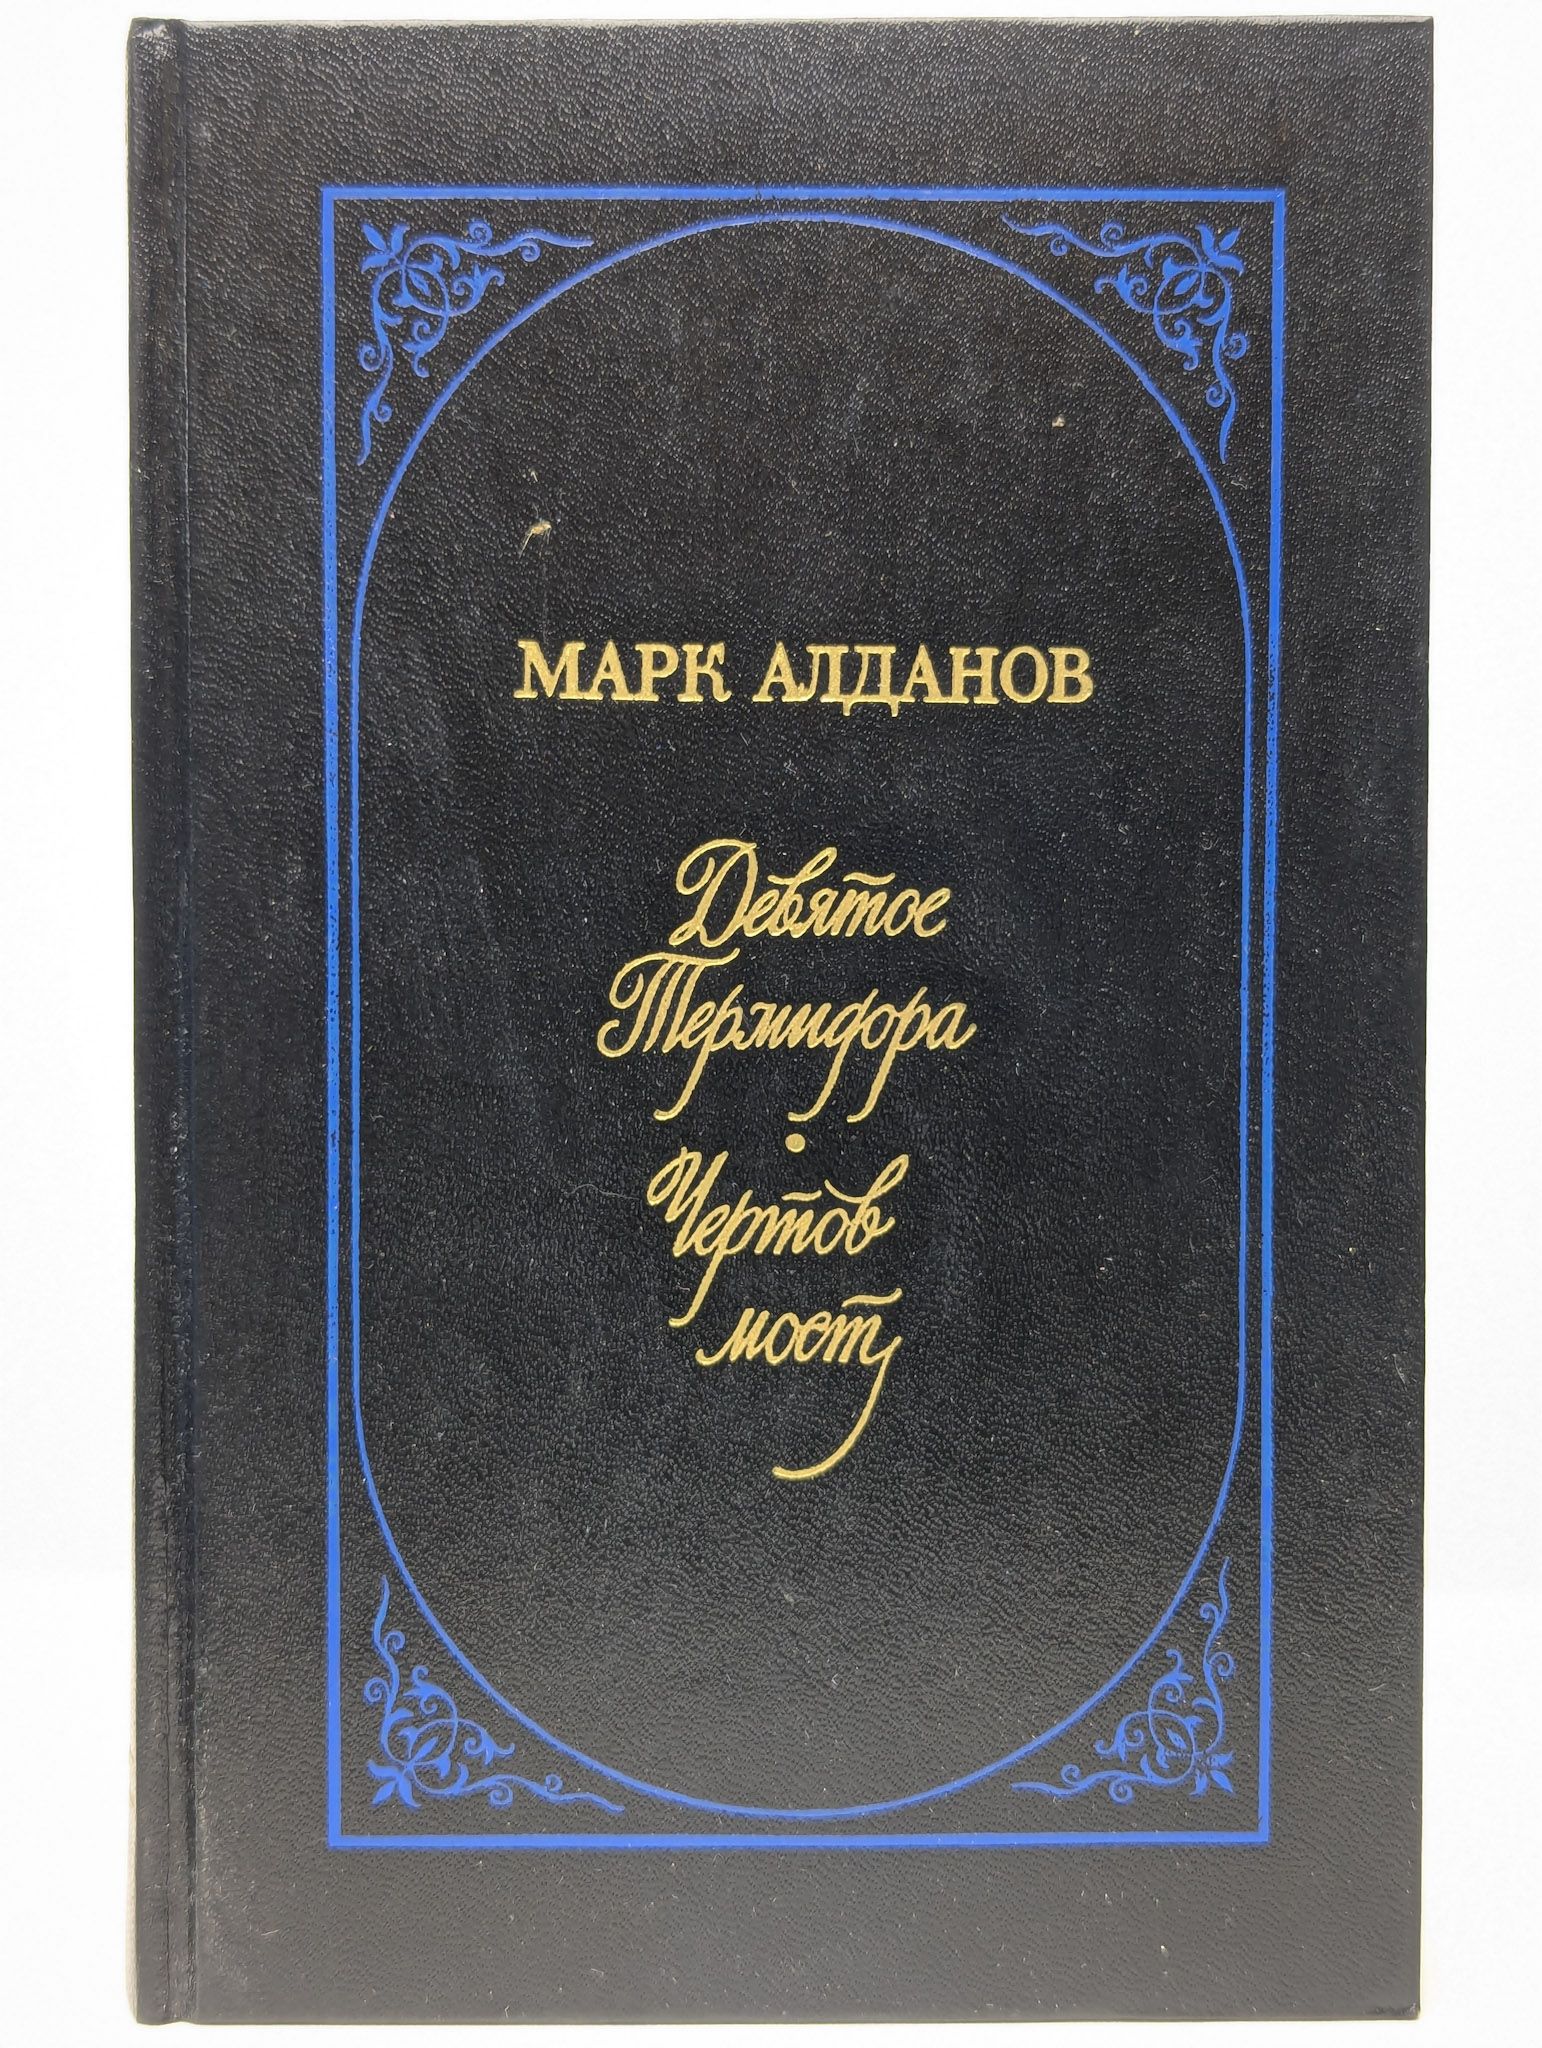 МАРК АЛДАНОВ
Девятое
Термидора
•
Чертов
мост